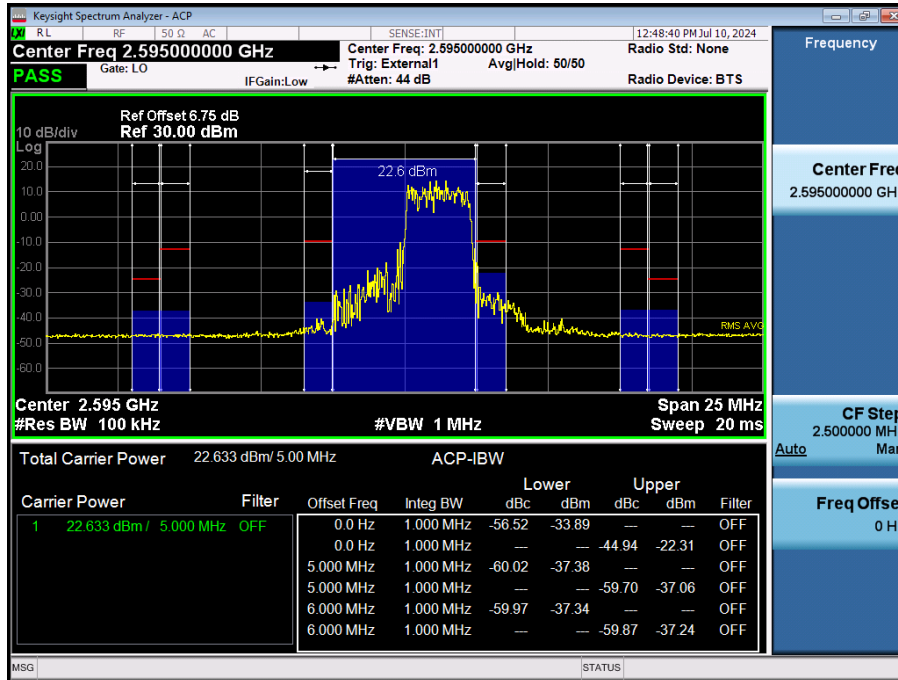 Keysight Spectrum Analyzer - ACP
LXI RL RF 50 Ω AC SENSE:INT 12:48:40 PM Jul 10, 2024
Center Freq 2.595000000 GHz
Center Freq: 2.595000000 GHz Radio Std: None
Gate: LO Trig: External1 Avg|Hold: 50/50
PASS IFGain:Low #Atten: 44 dB Radio Device: BTS
Ref Offset 6.75 dB
10 dB/div Ref 30.00 dBm
Log
20.0
10.0
0.00
-10.0
-20.0
-30.0
-40.0
-50.0
-60.0
22.6 dBm
RMS AVG
Center 2.595 GHz Span 25 MHz
#Res BW 100 kHz #VBW 1 MHz Sweep 20 ms
Total Carrier Power 22.633 dBm/ 5.00 MHz ACP-IBW
Lower Upper
Carrier Power Filter Offset Freq Integ BW dBc dBm dBc dBm Filter
1 22.633 dBm / 5.000 MHz OFF
0.0 Hz 1.000 MHz -56.52 -33.89 --- --- OFF
0.0 Hz 1.000 MHz --- --- -44.94 -22.31 OFF
5.000 MHz 1.000 MHz -60.02 -37.38 --- --- OFF
5.000 MHz 1.000 MHz --- --- -59.70 -37.06 OFF
6.000 MHz 1.000 MHz -59.97 -37.34 --- --- OFF
6.000 MHz 1.000 MHz --- --- -59.87 -37.24 OFF
MSG STATUS
Frequency
Center Fre
2.595000000 GH
CF Step
2.500000 MH
Auto Ma
Freq Offse
0 H